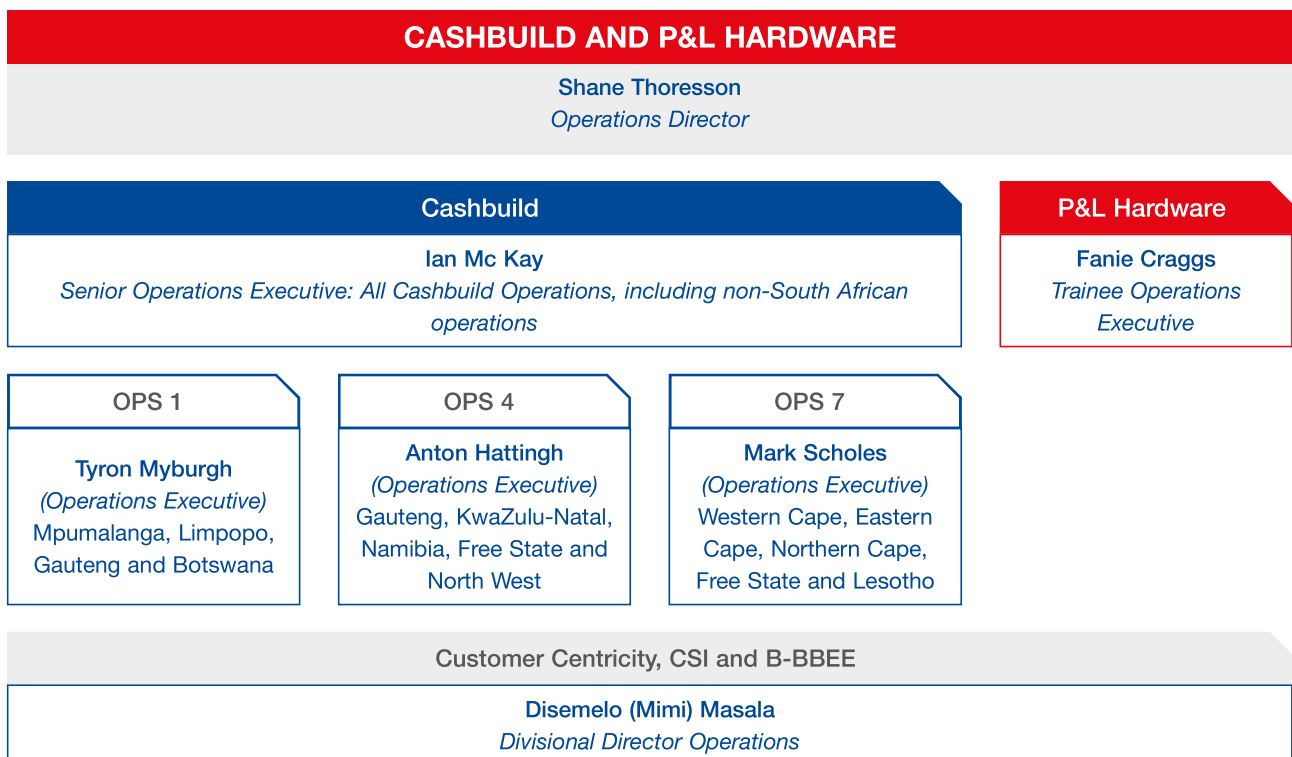 CASHBUILD AND P&L HARDWARE
Shane Thoresson
Operations Director
Cashbuild
Ian Mc Kay
Senior Operations Executive: All Cashbuild Operations, including non-South African
operations
P&L Hardware
Fanie Craggs
Trainee Operations
Executive
OPS 1
Tyron Myburgh
(Operations Executive)
Mpumalanga, Limpopo,
Gauteng and Botswana
OPS 4
Anton Hattingh
(Operations Executive)
Gauteng, KwaZulu-Natal,
Namibia, Free State and
North West
OPS 7
Mark Scholes
(Operations Executive)
Western Cape, Eastern
Cape, Northern Cape,
Free State and Lesotho
Customer Centricity, CSI and B-BBEE
Disemelo (Mimi) Masala
Divisional Director Operations